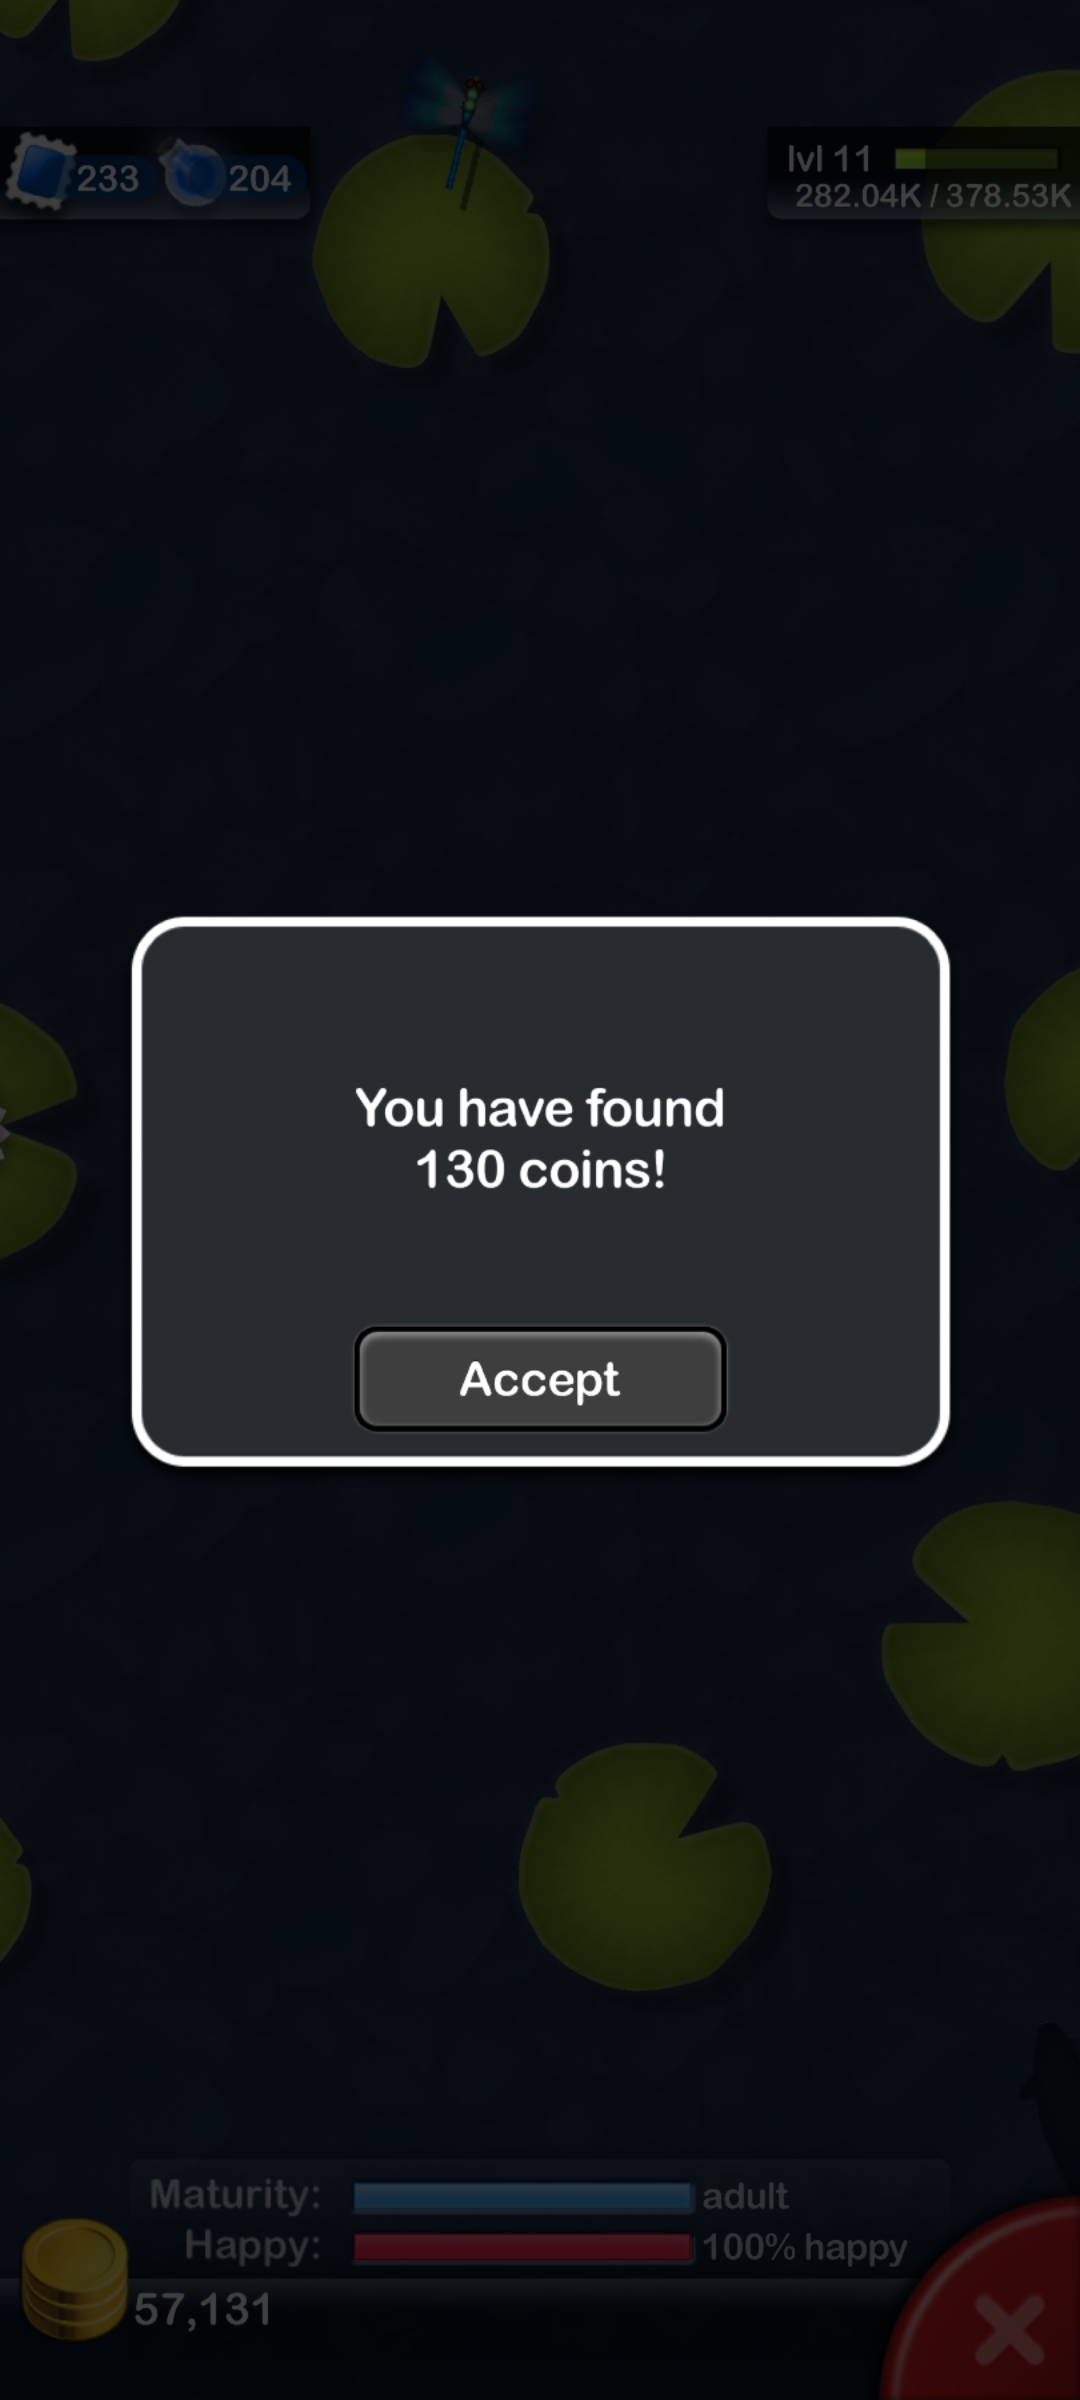 233 204
lvl 11
282.04K / 378.53K
You have found
130 coins!
Accept
Maturity: adult
Happy: 100% happy
57,131